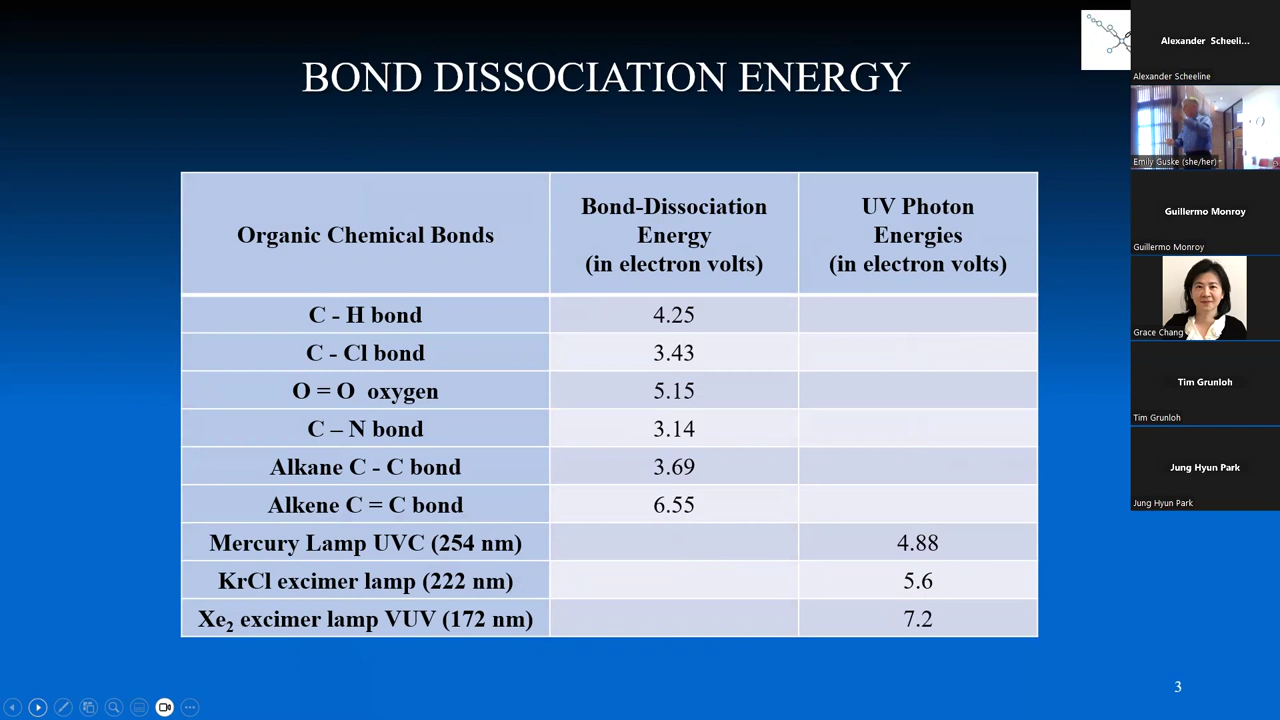 BOND DISSOCIATION ENERGY
Organic Chemical Bonds
Bond-Dissociation
Energy
(in electron volts)
UV Photon
Energies
(in electron volts)
C - H bond 4.25
C - Cl bond 3.43
O = O oxygen 5.15
C – N bond 3.14
Alkane C - C bond 3.69
Alkene C = C bond 6.55
Mercury Lamp UVC (254 nm) 4.88
KrCl excimer lamp (222 nm) 5.6
Xe2 excimer lamp VUV (172 nm) 7.2
3
Alexander Scheeli...
Alexander Scheeline
Emily Guske (she/her)
Guillermo Monroy
Guillermo Monroy
Grace Chang
Tim Grunloh
Tim Grunloh
Jung Hyun Park
Jung Hyun Park